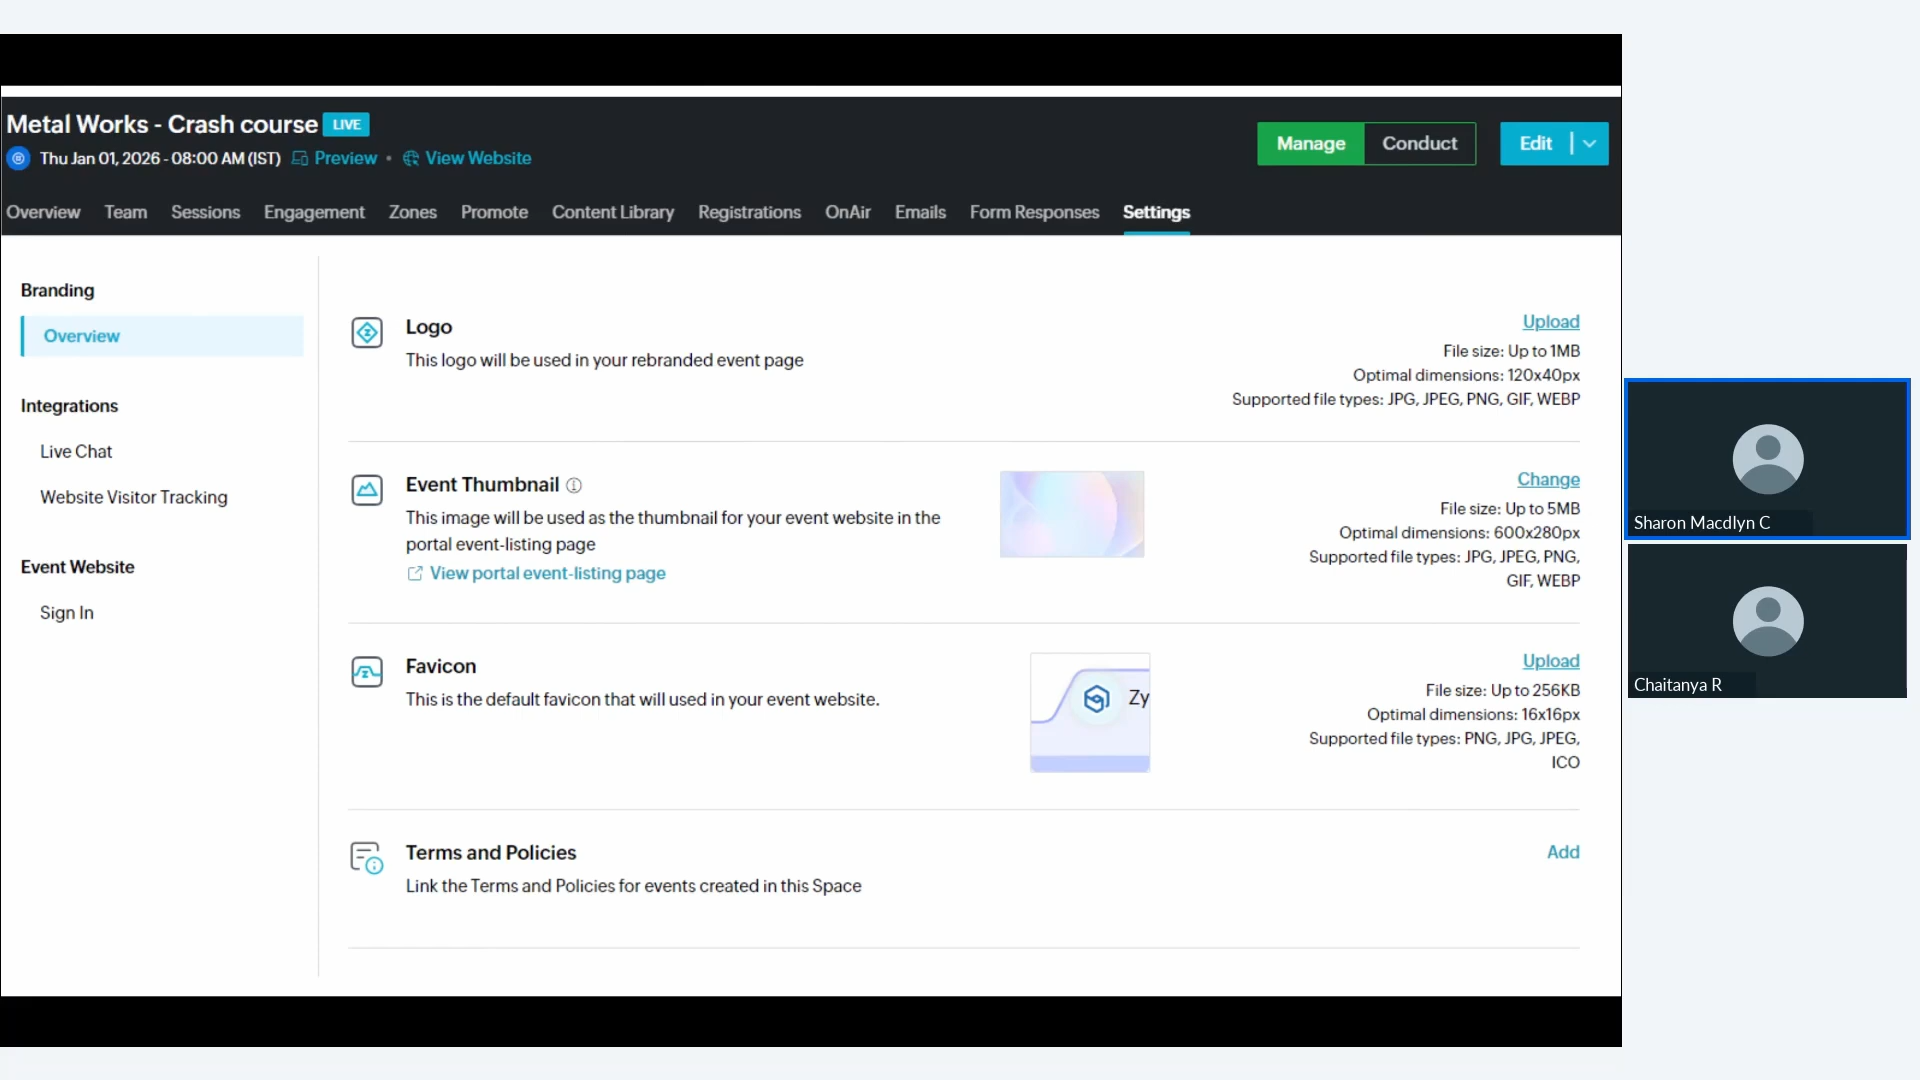 Metal Works - Crash course LIVE
Thu Jan 01, 2026 - 08:00 AM (IST) Preview • View Website
Manage Conduct Edit
Overview Team Sessions Engagement Zones Promote Content Library Registrations OnAir Emails Form Responses Settings
Branding
Overview
Integrations
Live Chat
Website Visitor Tracking
Event Website
Sign In
Logo
This logo will be used in your rebranded event page
Upload
File size: Up to 1MB
Optimal dimensions: 120x40px
Supported file types: JPG, JPEG, PNG, GIF, WEBP
Event Thumbnail
This image will be used as the thumbnail for your event website in the
portal event-listing page
View portal event-listing page
Change
File size: Up to 5MB
Optimal dimensions: 600x280px
Supported file types: JPG, JPEG, PNG,
GIF, WEBP
Favicon
This is the default favicon that will used in your event website.
Zy
Upload
File size: Up to 256KB
Optimal dimensions: 16x16px
Supported file types: PNG, JPG, JPEG,
ICO
Terms and Policies
Link the Terms and Policies for events created in this Space
Add
Sharon Macdlyn C
Chaitanya R